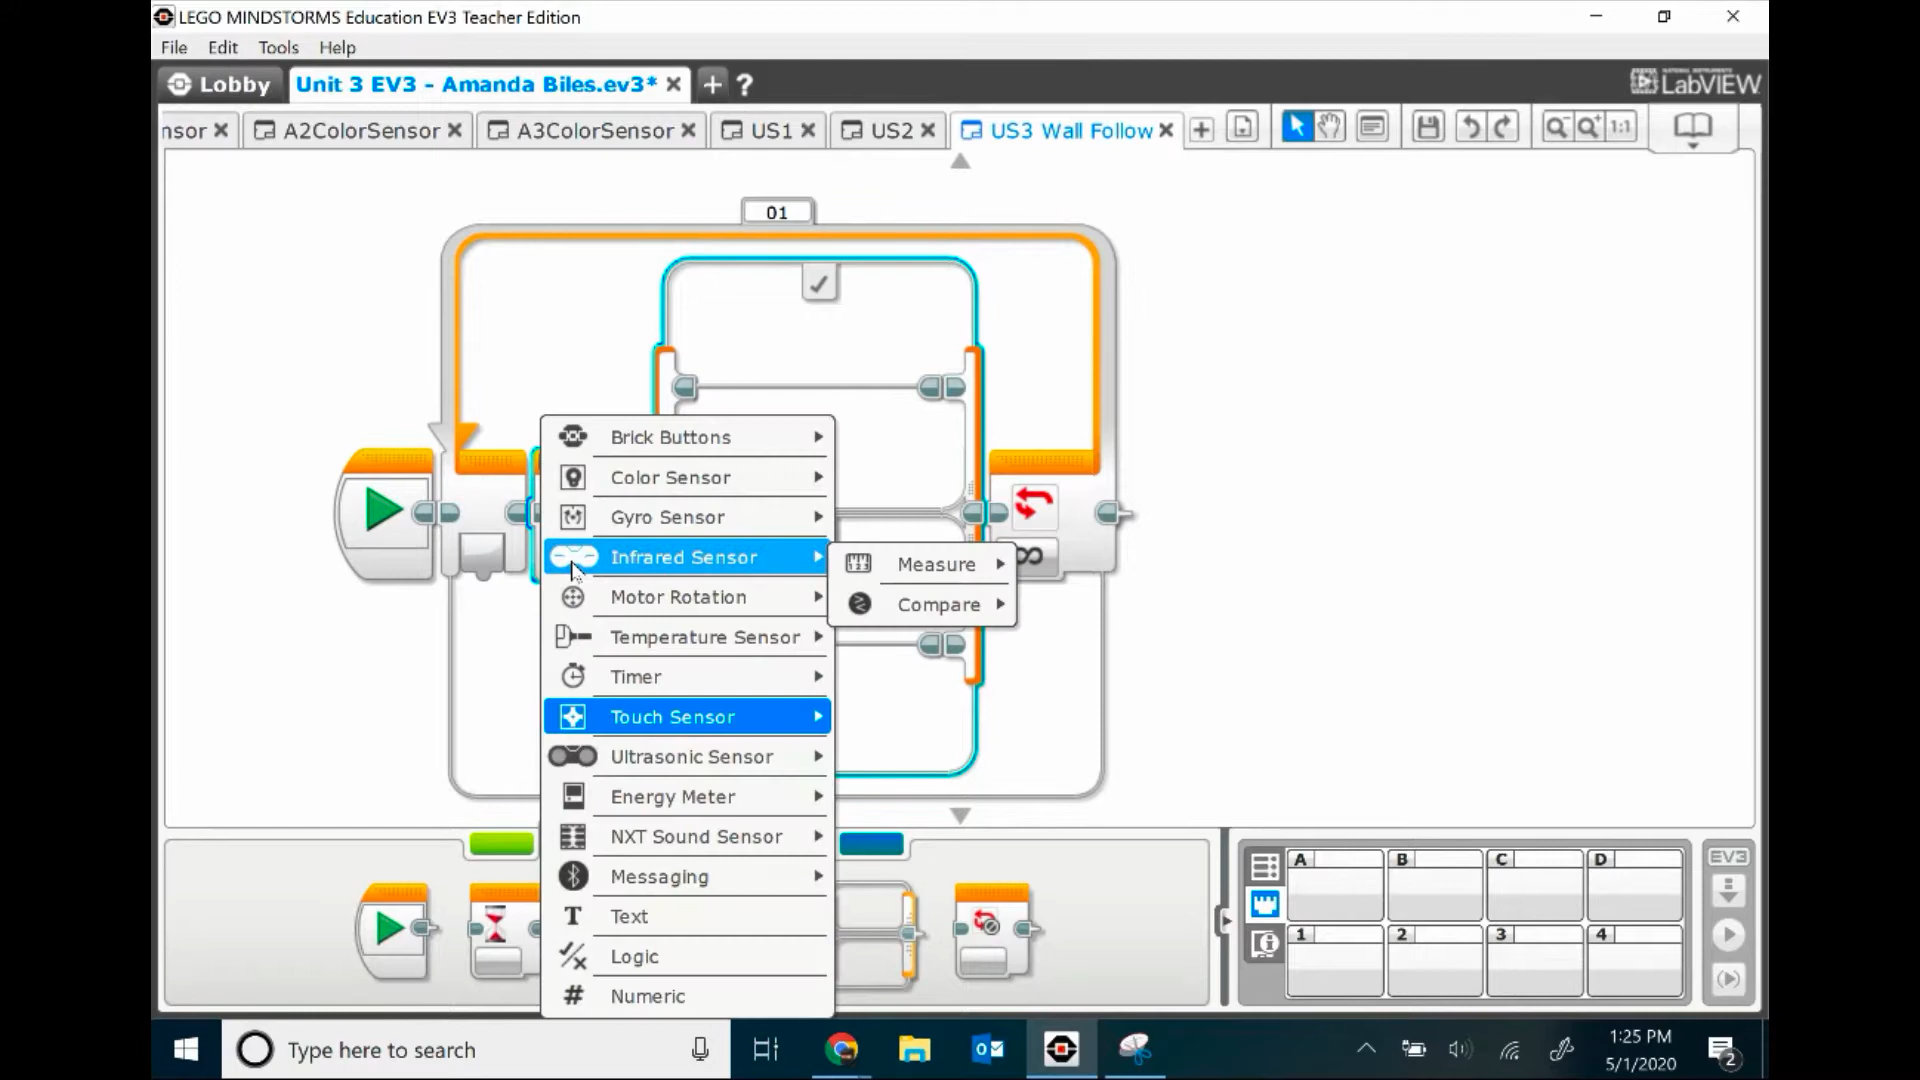 LEGO MINDSTORMS Education EV3 Teacher Edition
File Edit Tools Help
Lobby Unit 3 EV3 - Amanda Biles.ev3* + ?
LabVIEW
nsor A2ColorSensor A3ColorSensor US1 US2 US3 Wall Follow 1:1
01
Brick Buttons
Color Sensor
Gyro Sensor
Infrared Sensor
Measure
Compare
Motor Rotation
Temperature Sensor
Timer
Touch Sensor
Ultrasonic Sensor
Energy Meter
NXT Sound Sensor
Messaging
T Text
Logic
# Numeric
A B C D EV3
1 2 3 4
Type here to search
1:25 PM
5/1/2020
2